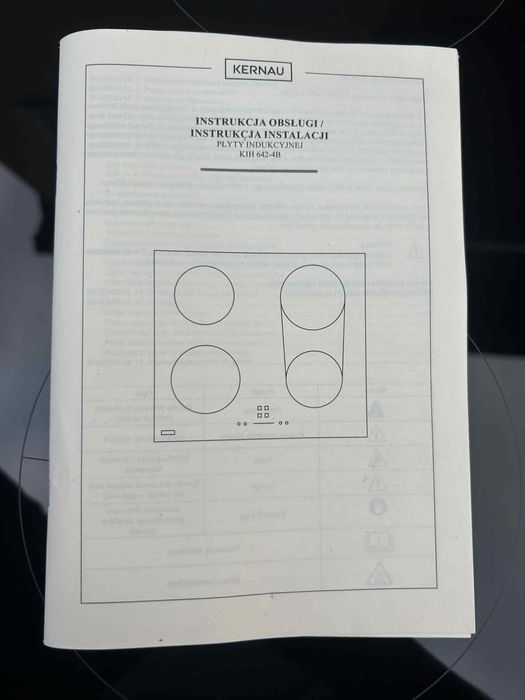 KERNAU
INSTRUKCJA OBSŁUGI /
INSTRUKCJA INSTALACJI
PŁYTY INDUKCYJNEJ
KIH 642-4B